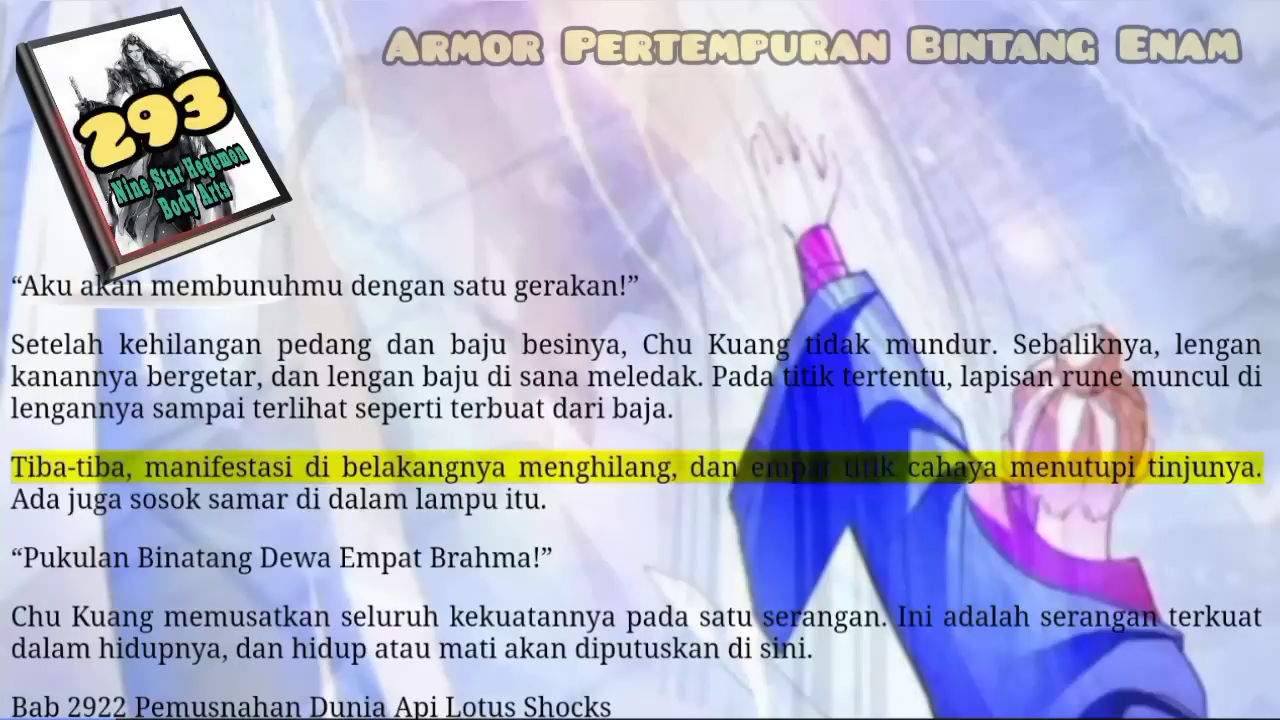 ARMOR PERTEMPURAN BINTANG ENAM
293
Nine Star Hegemon
Body Arts
“Aku akan membunuhmu dengan satu gerakan!”
Setelah kehilangan pedang dan baju besinya, Chu Kuang tidak mundur. Sebaliknya, lengan
kanannya bergetar, dan lengan baju di sana meledak. Pada titik tertentu, lapisan rune muncul di
lengannya sampai terlihat seperti terbuat dari baja.
Tiba-tiba, manifestasi di belakangnya menghilang, dan empat titik cahaya menutupi tinjunya.
Ada juga sosok samar di dalam lampu itu.
“Pukulan Binatang Dewa Empat Brahma!”
Chu Kuang memusatkan seluruh kekuatannya pada satu serangan. Ini adalah serangan terkuat
dalam hidupnya, dan hidup atau mati akan diputuskan di sini.
Bab 2922 Pemusnahan Dunia Api Lotus Shocks